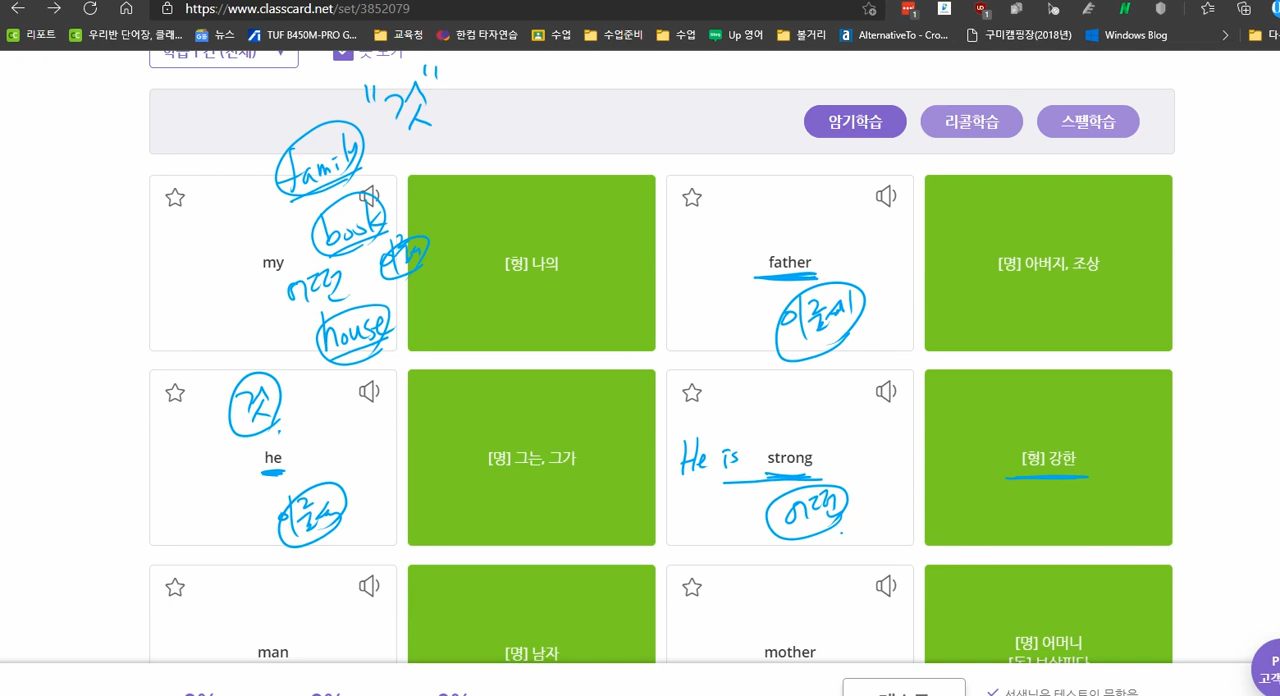 https://www.classcard.net/set/3852079
리포트 우리반 단어장, 클래... 뉴스 TUF B450M-PRO G... 교육청 한컴 타자연습 수업 수업준비 수업 Up 영어 볼거리 AlternativeTo - Cro... 구미캠핑장(2018년) Windows Blog
"것"
암기학습 리콜학습 스펠학습
family
book
my
어떤
house
[형] 나의
father
이름씨
[명] 아버지, 조상
것
he
이름씨
[명] 그는, 그가
He is strong
어떤
[형] 강한
man
[명] 남자
mother
[명] 어머니
고객